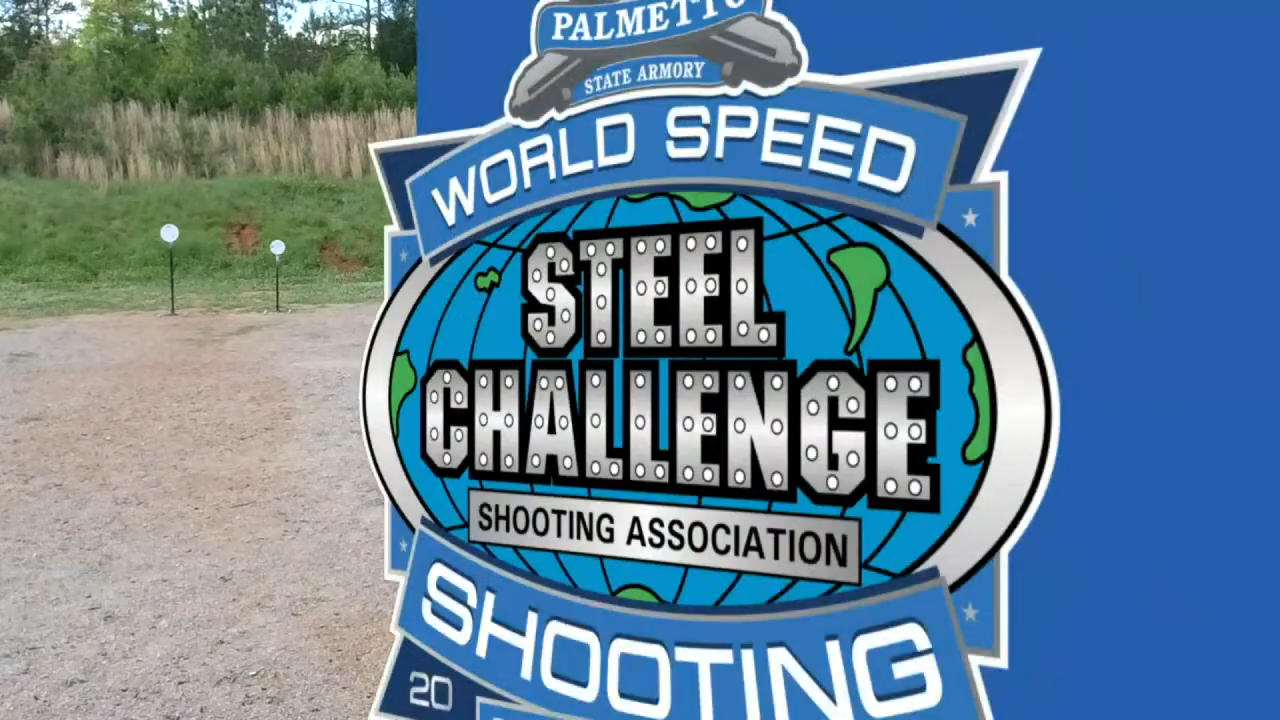 PALMETTO
STATE ARMORY
WORLD SPEED
STEEL
CHALLENGE
SHOOTING ASSOCIATION
SHOOTING
20